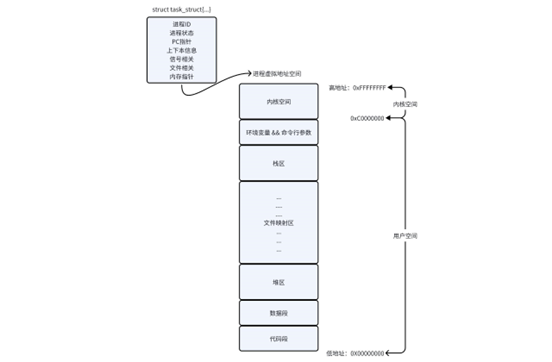 struct task_struct[...]
进程ID
进程状态
PC指针
上下本信息
信号相关
文件相关
内存指针
进程虚拟地址空间
内核空间
环境变量 && 命令行参数
栈区
...
...
...
文件映射区
...
...
...
堆区
数据段
代码段
高地址：0xFFFFFFFF
内核空间
0xC0000000
用户空间
低地址：0X00000000